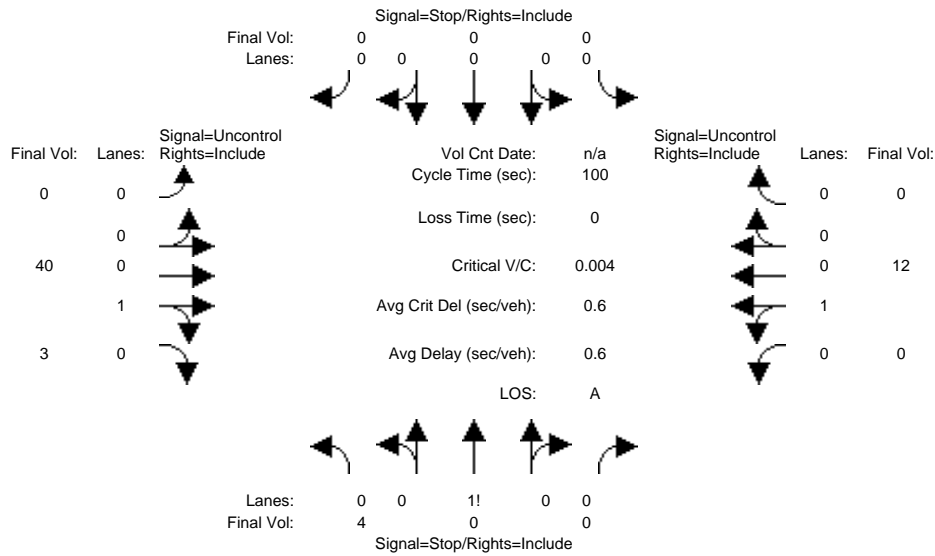 Signal=Stop/Rights=Include
Final Vol: 0 0 0
Lanes: 0 0 0 0 0
Signal=Uncontrol Signal=Uncontrol
Final Vol: Lanes: Rights=Include Vol Cnt Date: n/a Rights=Include Lanes: Final Vol:
Cycle Time (sec): 100
0 0 0 0
Loss Time (sec): 0
0 0
40 0 Critical V/C: 0.004 0 12
1 Avg Crit Del (sec/veh): 0.6 1
3 0 Avg Delay (sec/veh): 0.6 0 0
LOS: A
Lanes: 0 0 1! 0 0
Final Vol: 4 0 0
Signal=Stop/Rights=Include